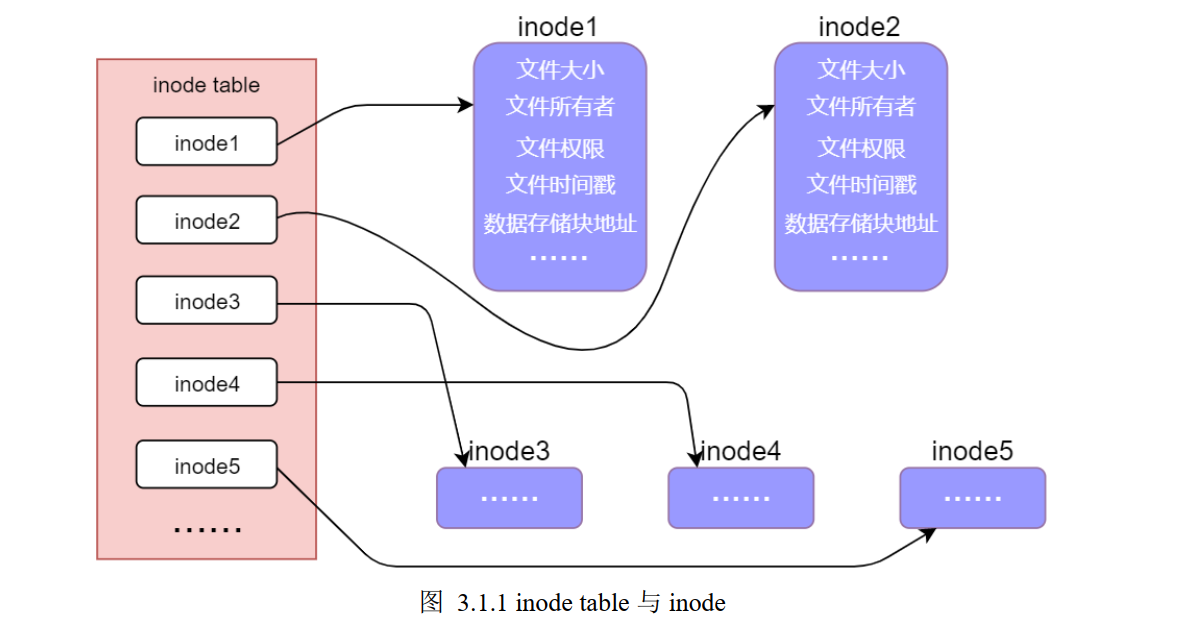 inode table
inode1
inode2
inode3
inode4
inode5
......
inode1
文件大小
文件所有者
文件权限
文件时间戳
数据存储块地址
......
inode2
文件大小
文件所有者
文件权限
文件时间戳
数据存储块地址
......
inode3
......
inode4
......
inode5
......
图 3.1.1 inode table 与 inode